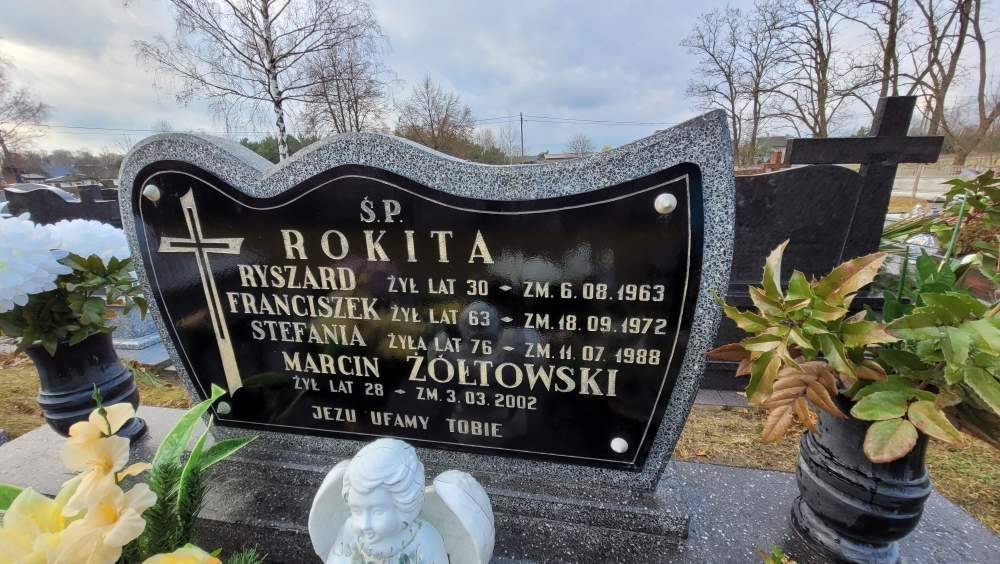 Ś.P.
ROKITA
RYSZARD ŻYŁ LAT 30 - ZM. 6.08.1963
FRANCISZEK ŻYŁ LAT 63 - ZM. 18.09.1972
STEFANIA ŻYŁA LAT 76 - ZM. 11.07.1988
MARCIN ŻÓŁTOWSKI
ŻYŁ LAT 28 - ZM. 3.03.2002
JEZU UFAMY TOBIE